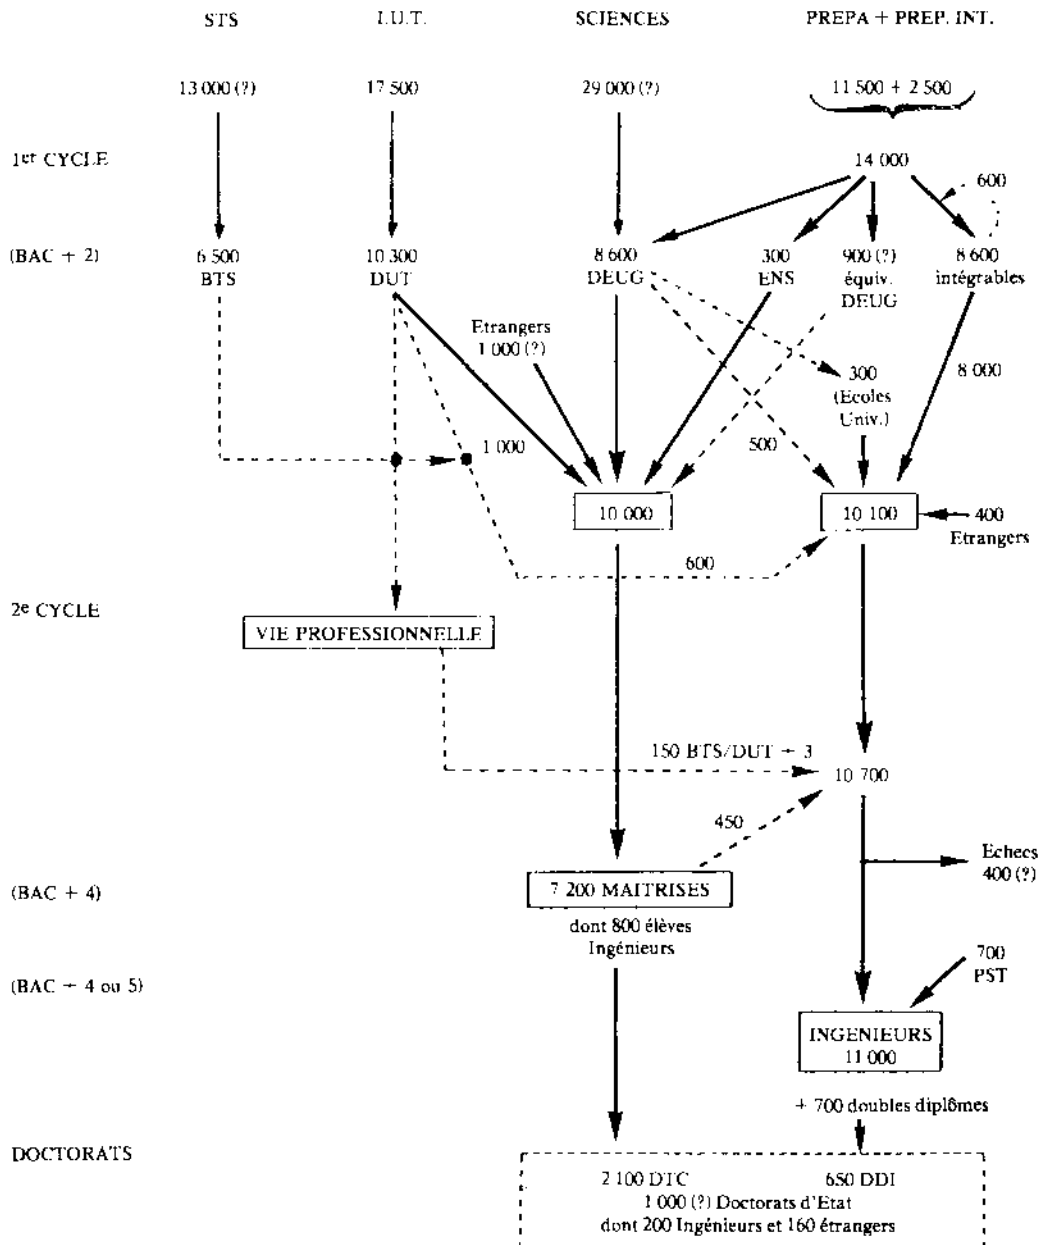 STS I.U.T. SCIENCES PREPA + PREP. INT.
13 000 (?) 17 500 29 000 (?) 11 500 + 2 500
1er CYCLE 14 000
600
(BAC + 2) 6 500 10 300 8 600 300 900 (?) 8 600
BTS DUT DEUG ENS équiv. intégrables
DEUG
Etrangers
1 000 (?)
300 8 000
(Ecoles
Univ.)
1 000 500
10 000 10 100 400
Etrangers
600
2e CYCLE
VIE PROFESSIONNELLE
150 BTS/DUT + 3
10 700
450
Echecs
400 (?)
(BAC + 4) 7 200 MAITRISES
dont 800 élèves
Ingénieurs
700
PST
(BAC + 4 ou 5)
INGENIEURS
11 000
+ 700 doubles diplômes
DOCTORATS
2 100 DTC 650 DDI
1 000 (?) Doctorats d'Etat
dont 200 Ingénieurs et 160 étrangers